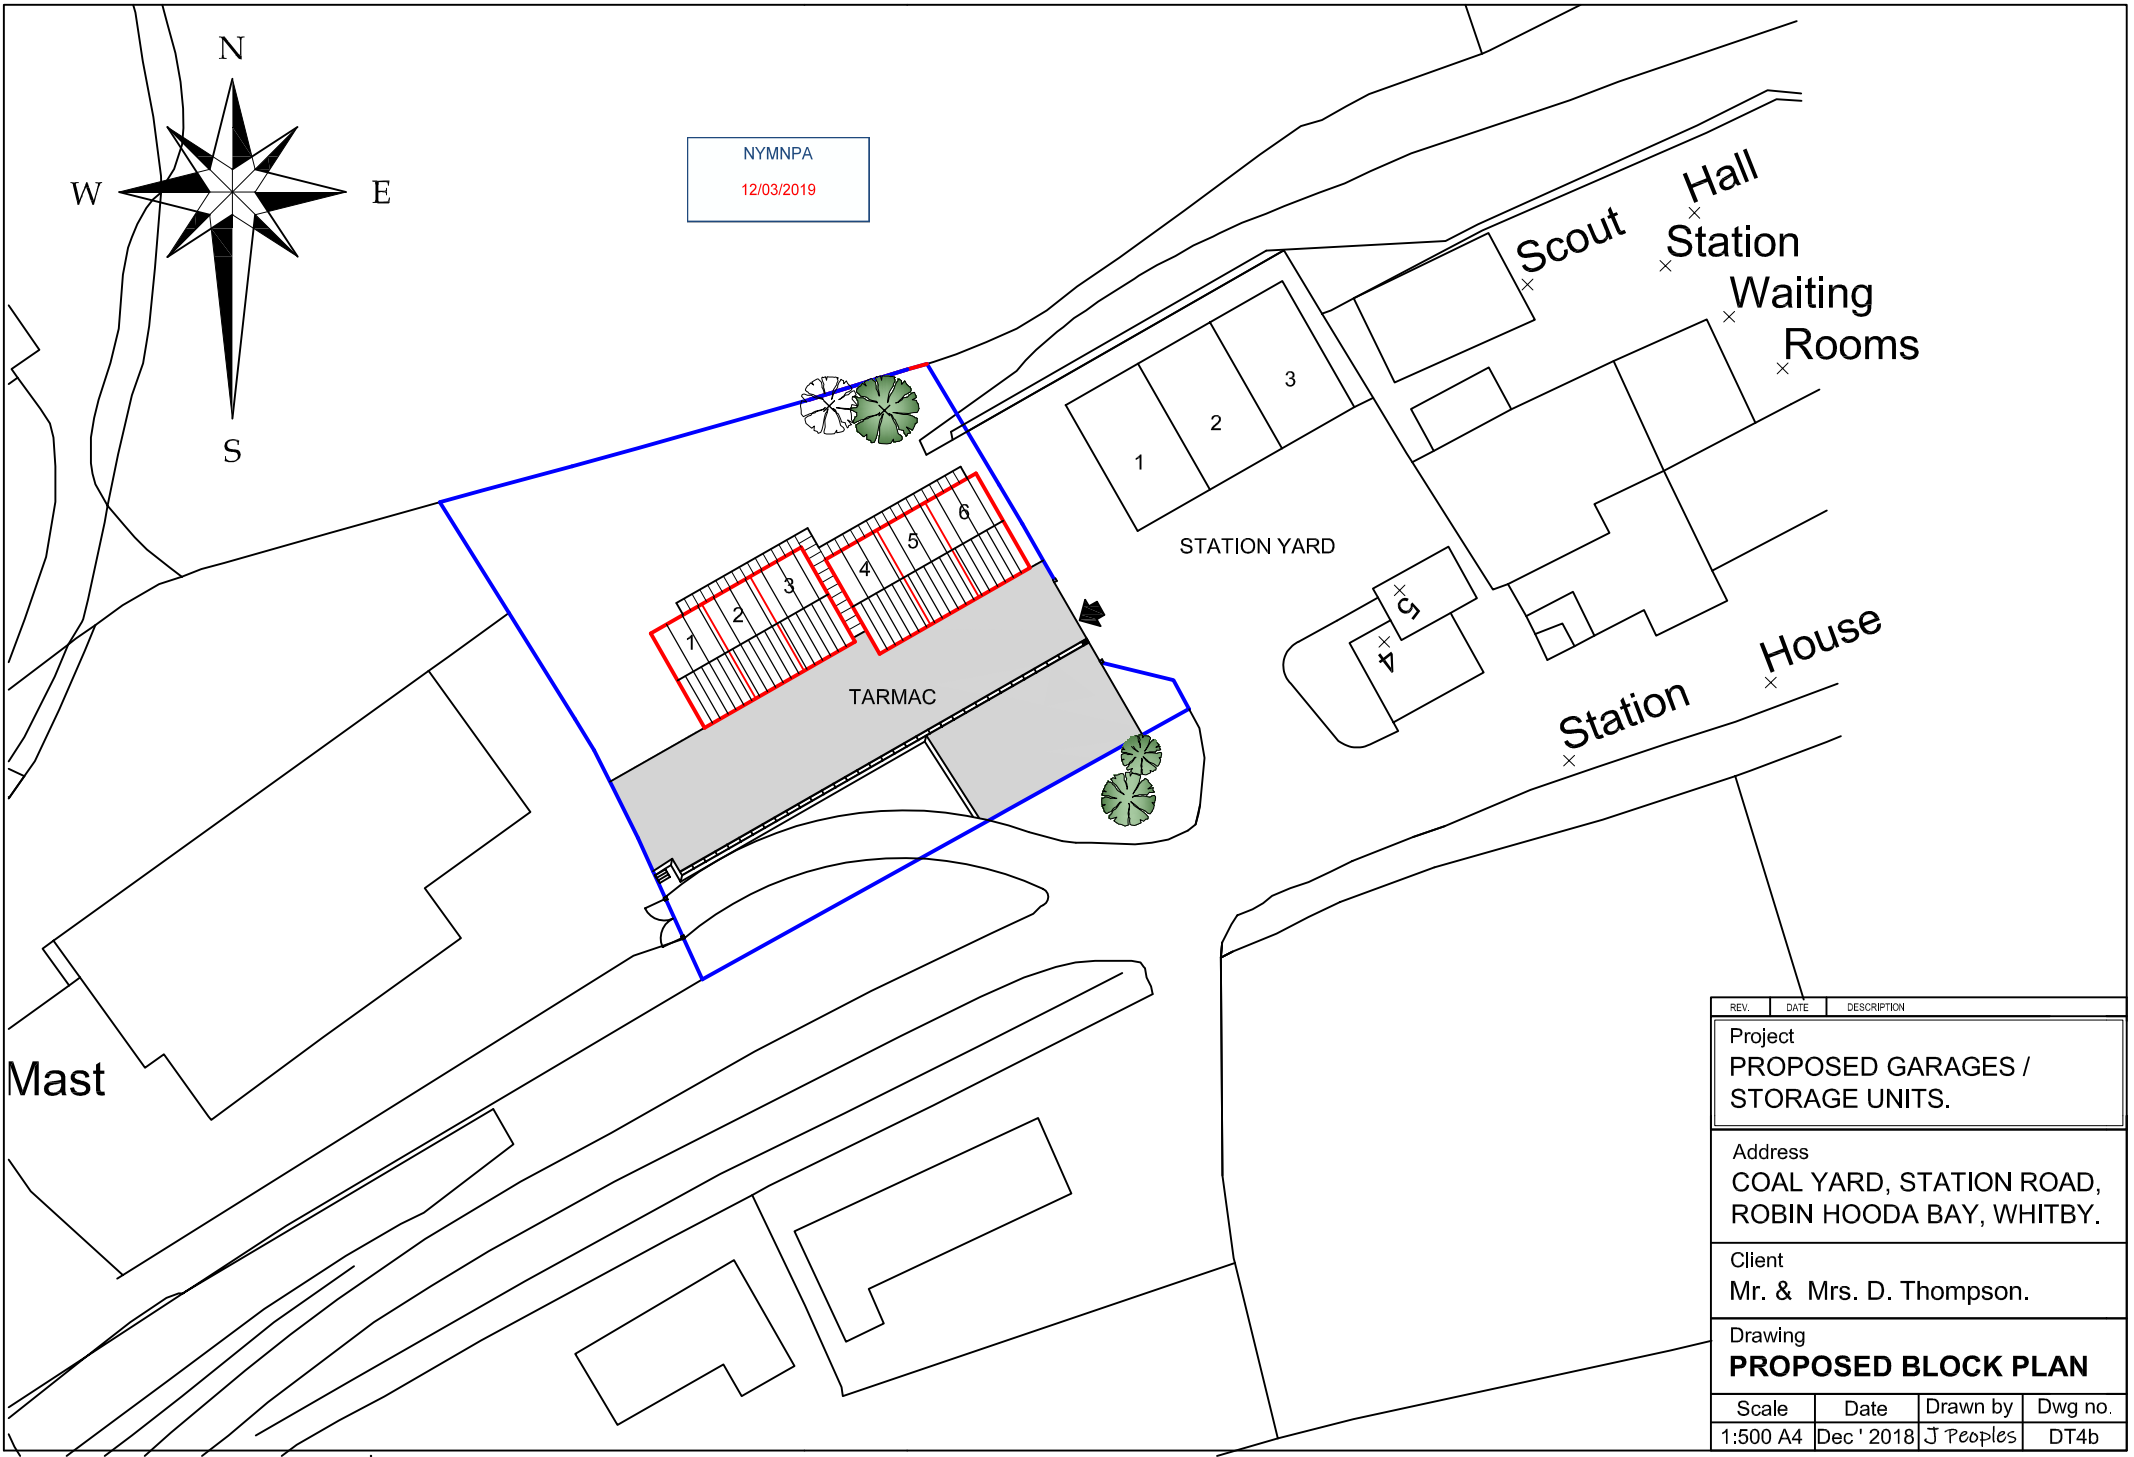 N
W
E
S
NYMNPA
12/03/2019
Scout
Hall
Station
Waiting
Rooms
1
2
3
STATION YARD
1
2
3
4
5
6
TARMAC
5
4
Station
House
Mast
REV. DATE DESCRIPTION
Project
PROPOSED GARAGES /
STORAGE UNITS.
Address
COAL YARD, STATION ROAD,
ROBIN HOODA BAY, WHITBY.
Client
Mr. & Mrs. D. Thompson.
Drawing
PROPOSED BLOCK PLAN
Scale Date Drawn by Dwg no.
1:500 A4 Dec ' 2018 J Peoples DT4b